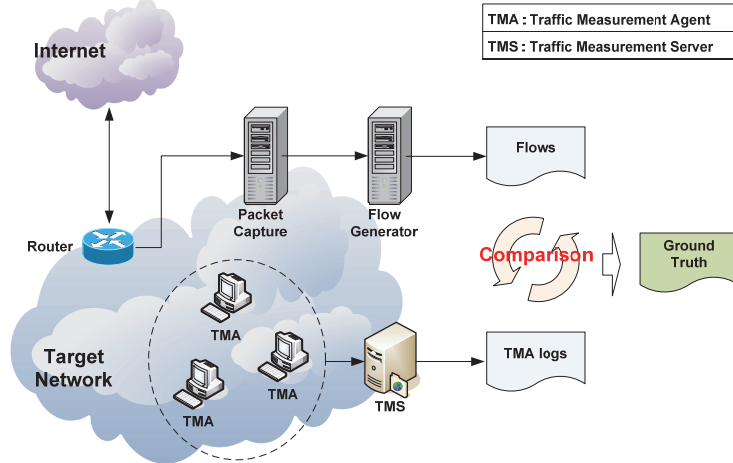 TMA : Traffic Measurement Agent
TMS : Traffic Measurement Server
Internet
Flows
Packet
Capture
Flow
Generator
Router
Comparison
Ground
Truth
TMA
Target
Network
TMA
TMA
TMS
TMA logs